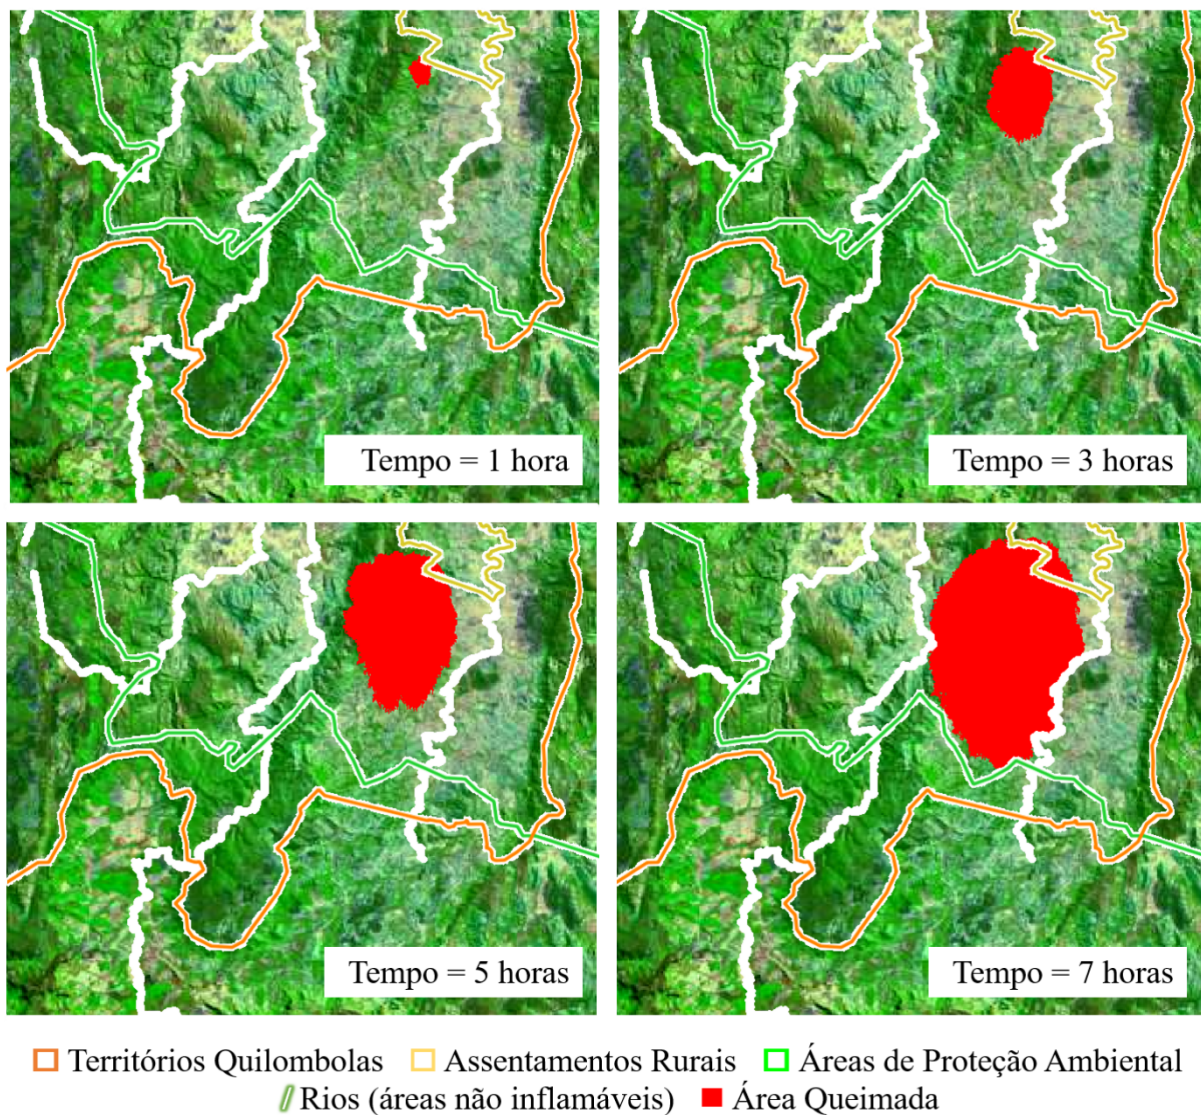 Tempo = 1 hora
Tempo = 3 horas
Tempo = 5 horas
Tempo = 7 horas
Territórios Quilombolas Assentamentos Rurais Áreas de Proteção Ambiental
Rios (áreas não inflamáveis) Área Queimada